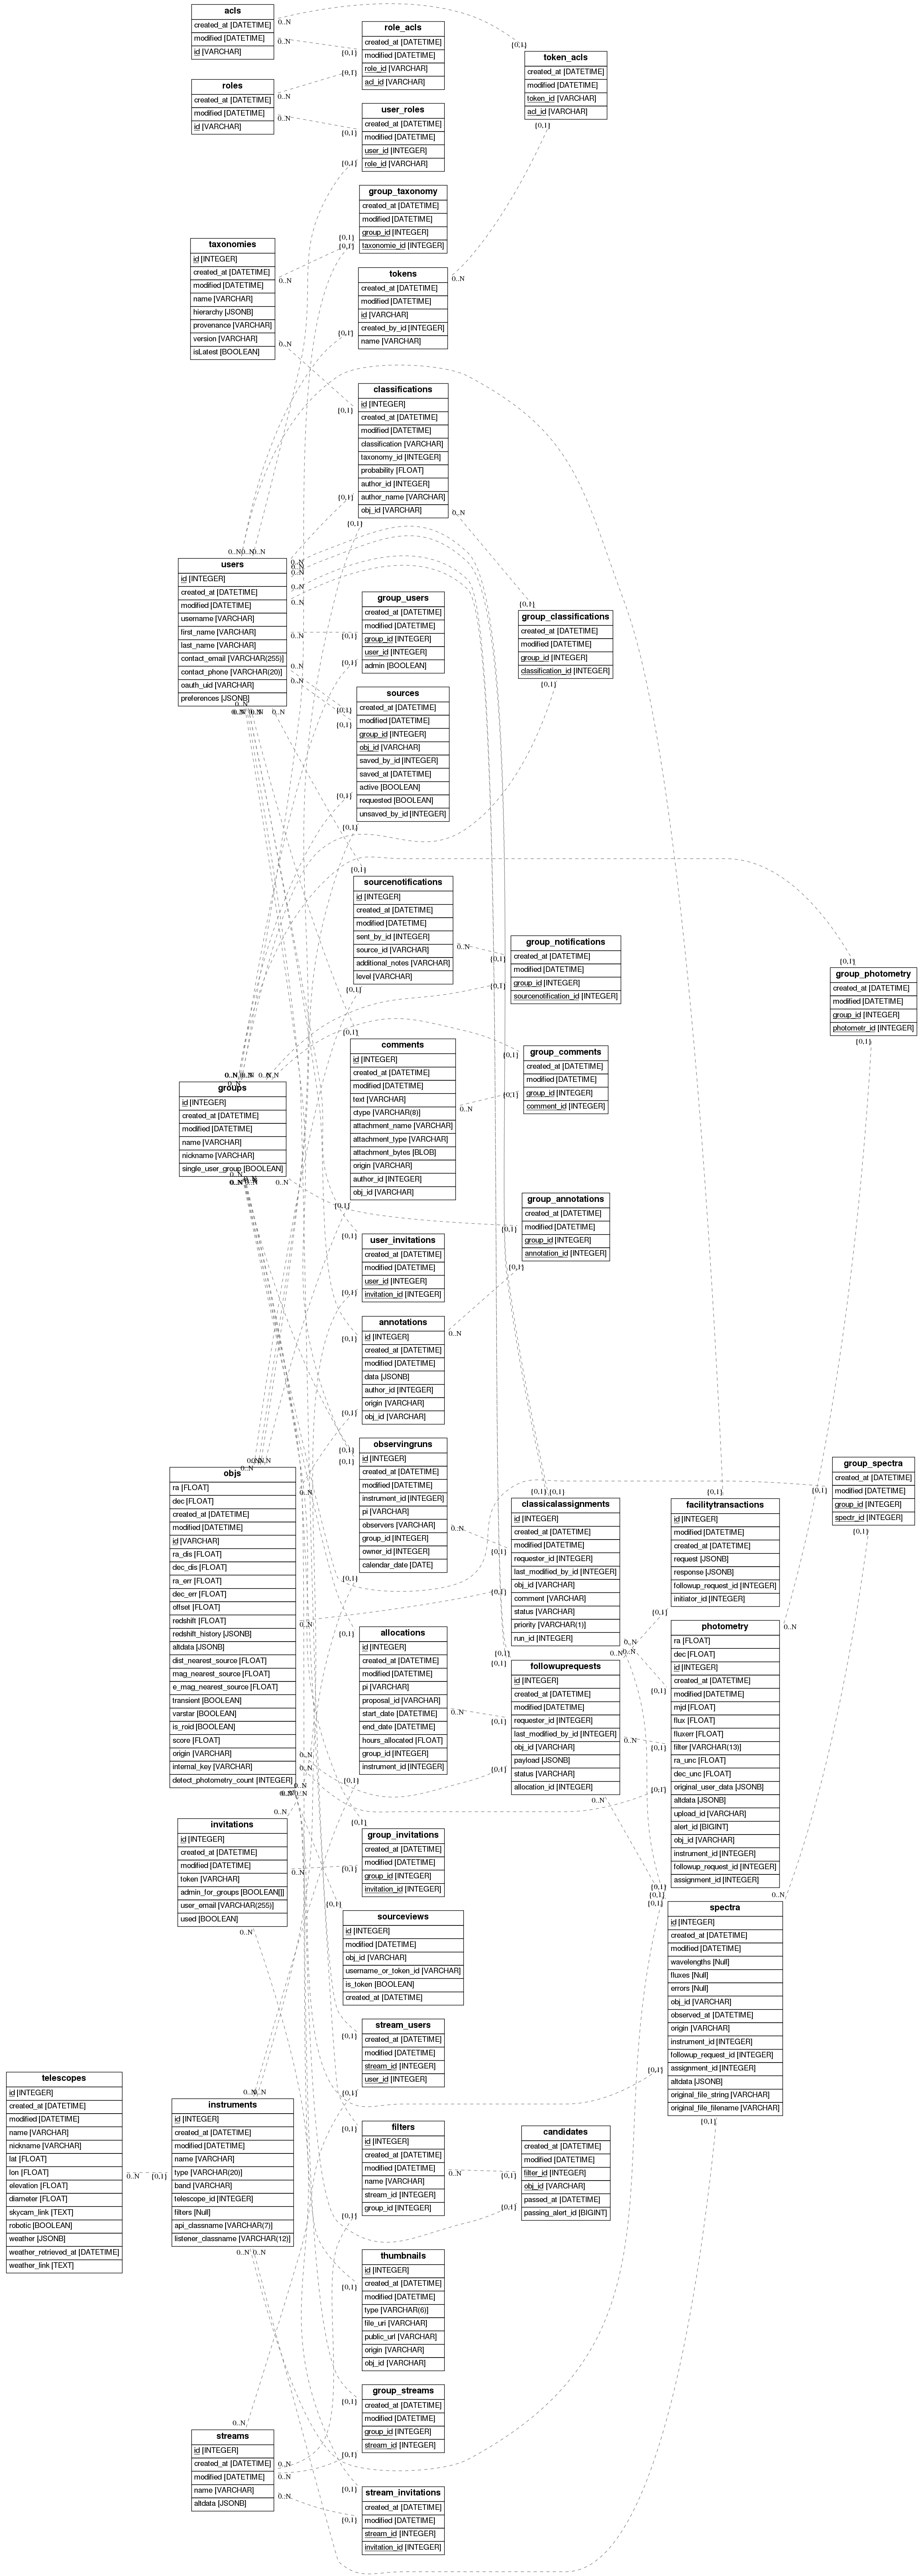 acls
created_at [DATETIME]
modified [DATETIME]
id [VARCHAR]
role_acls
created_at [DATETIME]
modified [DATETIME]
role_id [VARCHAR]
acl_id [VARCHAR]
token_acls
created_at [DATETIME]
modified [DATETIME]
token_id [VARCHAR]
acl_id [VARCHAR]
roles
created_at [DATETIME]
modified [DATETIME]
id [VARCHAR]
user_roles
created_at [DATETIME]
modified [DATETIME]
user_id [INTEGER]
role_id [VARCHAR]
group_taxonomy
created_at [DATETIME]
modified [DATETIME]
group_id [INTEGER]
taxonomie_id [INTEGER]
taxonomies
id [INTEGER]
created_at [DATETIME]
modified [DATETIME]
name [VARCHAR]
hierarchy [JSONB]
provenance [VARCHAR]
version [VARCHAR]
isLatest [BOOLEAN]
tokens
created_at [DATETIME]
modified [DATETIME]
id [VARCHAR]
created_by_id [INTEGER]
name [VARCHAR]
classifications
id [INTEGER]
created_at [DATETIME]
modified [DATETIME]
classification [VARCHAR]
taxonomy_id [INTEGER]
probability [FLOAT]
author_id [INTEGER]
author_name [VARCHAR]
obj_id [VARCHAR]
users
id [INTEGER]
created_at [DATETIME]
modified [DATETIME]
username [VARCHAR]
first_name [VARCHAR]
last_name [VARCHAR]
contact_email [VARCHAR(255)]
contact_phone [VARCHAR(20)]
oauth_uid [VARCHAR]
preferences [JSONB]
group_users
created_at [DATETIME]
modified [DATETIME]
group_id [INTEGER]
user_id [INTEGER]
admin [BOOLEAN]
group_classifications
created_at [DATETIME]
modified [DATETIME]
group_id [INTEGER]
classification_id [INTEGER]
sources
created_at [DATETIME]
modified [DATETIME]
group_id [INTEGER]
obj_id [VARCHAR]
saved_by_id [INTEGER]
saved_at [DATETIME]
active [BOOLEAN]
requested [BOOLEAN]
unsaved_by_id [INTEGER]
sourcenotifications
id [INTEGER]
created_at [DATETIME]
modified [DATETIME]
sent_by_id [INTEGER]
source_id [VARCHAR]
additional_notes [VARCHAR]
level [VARCHAR]
group_notifications
created_at [DATETIME]
modified [DATETIME]
group_id [INTEGER]
sourcenotification_id [INTEGER]
group_photometry
created_at [DATETIME]
modified [DATETIME]
group_id [INTEGER]
photometr_id [INTEGER]
comments
id [INTEGER]
created_at [DATETIME]
modified [DATETIME]
text [VARCHAR]
ctype [VARCHAR(8)]
attachment_name [VARCHAR]
attachment_type [VARCHAR]
attachment_bytes [BLOB]
origin [VARCHAR]
author_id [INTEGER]
obj_id [VARCHAR]
group_comments
created_at [DATETIME]
modified [DATETIME]
group_id [INTEGER]
comment_id [INTEGER]
groups
id [INTEGER]
created_at [DATETIME]
modified [DATETIME]
name [VARCHAR]
nickname [VARCHAR]
single_user_group [BOOLEAN]
group_annotations
created_at [DATETIME]
modified [DATETIME]
group_id [INTEGER]
annotation_id [INTEGER]
user_invitations
created_at [DATETIME]
modified [DATETIME]
user_id [INTEGER]
invitation_id [INTEGER]
annotations
id [INTEGER]
created_at [DATETIME]
modified [DATETIME]
data [JSONB]
author_id [INTEGER]
origin [VARCHAR]
obj_id [VARCHAR]
observingruns
id [INTEGER]
created_at [DATETIME]
modified [DATETIME]
instrument_id [INTEGER]
pi [VARCHAR]
observers [VARCHAR]
group_id [INTEGER]
owner_id [INTEGER]
calendar_date [DATE]
group_spectra
created_at [DATETIME]
modified [DATETIME]
group_id [INTEGER]
spectr_id [INTEGER]
objs
ra [FLOAT]
dec [FLOAT]
created_at [DATETIME]
modified [DATETIME]
id [VARCHAR]
ra_dis [FLOAT]
dec_dis [FLOAT]
ra_err [FLOAT]
dec_err [FLOAT]
offset [FLOAT]
redshift [FLOAT]
redshift_history [JSONB]
altdata [JSONB]
dist_nearest_source [FLOAT]
mag_nearest_source [FLOAT]
e_mag_nearest_source [FLOAT]
transient [BOOLEAN]
varstar [BOOLEAN]
is_roid [BOOLEAN]
score [FLOAT]
origin [VARCHAR]
internal_key [VARCHAR]
detect_photometry_count [INTEGER]
classicalassignments
id [INTEGER]
created_at [DATETIME]
modified [DATETIME]
requester_id [INTEGER]
last_modified_by_id [INTEGER]
obj_id [VARCHAR]
comment [VARCHAR]
status [VARCHAR]
priority [VARCHAR(1)]
run_id [INTEGER]
facilitytransactions
id [INTEGER]
modified [DATETIME]
created_at [DATETIME]
request [JSONB]
response [JSONB]
followup_request_id [INTEGER]
initiator_id [INTEGER]
allocations
id [INTEGER]
created_at [DATETIME]
modified [DATETIME]
pi [VARCHAR]
proposal_id [VARCHAR]
start_date [DATETIME]
end_date [DATETIME]
hours_allocated [FLOAT]
group_id [INTEGER]
instrument_id [INTEGER]
followuprequests
id [INTEGER]
created_at [DATETIME]
modified [DATETIME]
requester_id [INTEGER]
last_modified_by_id [INTEGER]
obj_id [VARCHAR]
payload [JSONB]
status [VARCHAR]
allocation_id [INTEGER]
photometry
ra [FLOAT]
dec [FLOAT]
id [INTEGER]
created_at [DATETIME]
modified [DATETIME]
mjd [FLOAT]
flux [FLOAT]
fluxerr [FLOAT]
filter [VARCHAR(13)]
ra_unc [FLOAT]
dec_unc [FLOAT]
original_user_data [JSONB]
altdata [JSONB]
upload_id [VARCHAR]
alert_id [BIGINT]
obj_id [VARCHAR]
instrument_id [INTEGER]
followup_request_id [INTEGER]
assignment_id [INTEGER]
invitations
id [INTEGER]
created_at [DATETIME]
modified [DATETIME]
token [VARCHAR]
admin_for_groups [BOOLEAN[]]
user_email [VARCHAR(255)]
used [BOOLEAN]
group_invitations
created_at [DATETIME]
modified [DATETIME]
group_id [INTEGER]
invitation_id [INTEGER]
sourceviews
id [INTEGER]
modified [DATETIME]
obj_id [VARCHAR]
username_or_token_id [VARCHAR]
is_token [BOOLEAN]
created_at [DATETIME]
spectra
id [INTEGER]
created_at [DATETIME]
modified [DATETIME]
wavelengths [Null]
fluxes [Null]
errors [Null]
obj_id [VARCHAR]
observed_at [DATETIME]
origin [VARCHAR]
instrument_id [INTEGER]
followup_request_id [INTEGER]
assignment_id [INTEGER]
altdata [JSONB]
original_file_string [VARCHAR]
original_file_filename [VARCHAR]
stream_users
created_at [DATETIME]
modified [DATETIME]
stream_id [INTEGER]
user_id [INTEGER]
telescopes
id [INTEGER]
created_at [DATETIME]
modified [DATETIME]
name [VARCHAR]
nickname [VARCHAR]
lat [FLOAT]
lon [FLOAT]
elevation [FLOAT]
diameter [FLOAT]
skycam_link [TEXT]
robotic [BOOLEAN]
weather [JSONB]
weather_retrieved_at [DATETIME]
weather_link [TEXT]
instruments
id [INTEGER]
created_at [DATETIME]
modified [DATETIME]
name [VARCHAR]
type [VARCHAR(20)]
band [VARCHAR]
telescope_id [INTEGER]
filters [Null]
api_classname [VARCHAR(7)]
listener_classname [VARCHAR(12)]
filters
id [INTEGER]
created_at [DATETIME]
modified [DATETIME]
name [VARCHAR]
stream_id [INTEGER]
group_id [INTEGER]
candidates
created_at [DATETIME]
modified [DATETIME]
filter_id [INTEGER]
obj_id [VARCHAR]
passed_at [DATETIME]
passing_alert_id [BIGINT]
thumbnails
id [INTEGER]
created_at [DATETIME]
modified [DATETIME]
type [VARCHAR(6)]
file_uri [VARCHAR]
public_url [VARCHAR]
origin [VARCHAR]
obj_id [VARCHAR]
group_streams
created_at [DATETIME]
modified [DATETIME]
group_id [INTEGER]
stream_id [INTEGER]
streams
id [INTEGER]
created_at [DATETIME]
modified [DATETIME]
name [VARCHAR]
altdata [JSONB]
stream_invitations
created_at [DATETIME]
modified [DATETIME]
stream_id [INTEGER]
invitation_id [INTEGER]